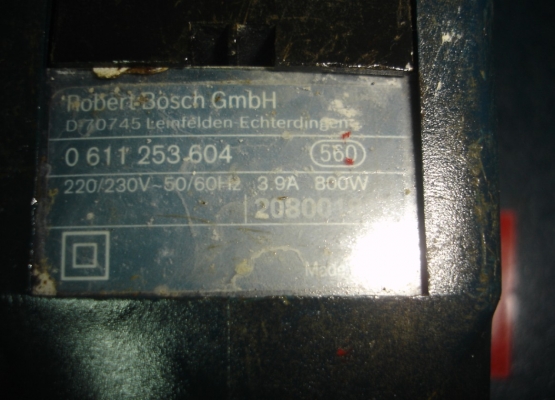 Robert Bosch GmbH
D-70745 Leinfelden-Echterdingen
0 611 253 604 560
220/230V~50/60Hz 3.9A 800W